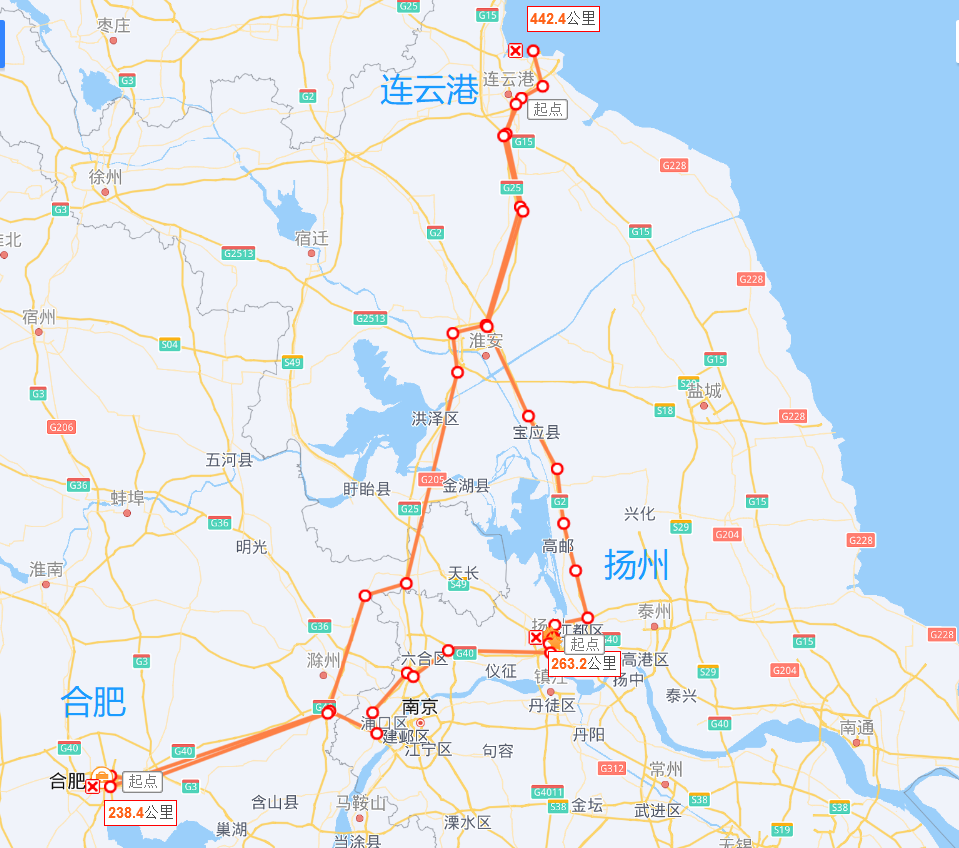 G25
G15
442.4公里
枣庄
连云港
连云港
G3
G2
起点
G15
G228
徐州
G25
G3
G2
G15
宿迁
G2513
G228
宿州
G2513
淮安
S04
S49
G15
盐城
G3
S18
G228
洪泽区
G206
宝应县
五河县
G205
G36
盱眙县
金湖县
蚌埠
G25
G2
G15
兴化
G36
S29
G204
G228
明光
高邮
扬州
淮南
天长
S49
泰州
G36
江都区
G228
G40
起点
G15
G3
滁州
六合区
263.2公里
高港区
仪征
镇江
扬中
G204
S29
合肥
丹徒区
泰兴
南京
浦口区
G40
南通
建邺区
丹阳
G40
G40
江宁区
句容
合肥
起点
G3
G312
常州
G4011
S38
金坛
武进区
S38
S38
238.4公里
含山县
马鞍山
巢湖
溧水区
S19
当涂县
无锡